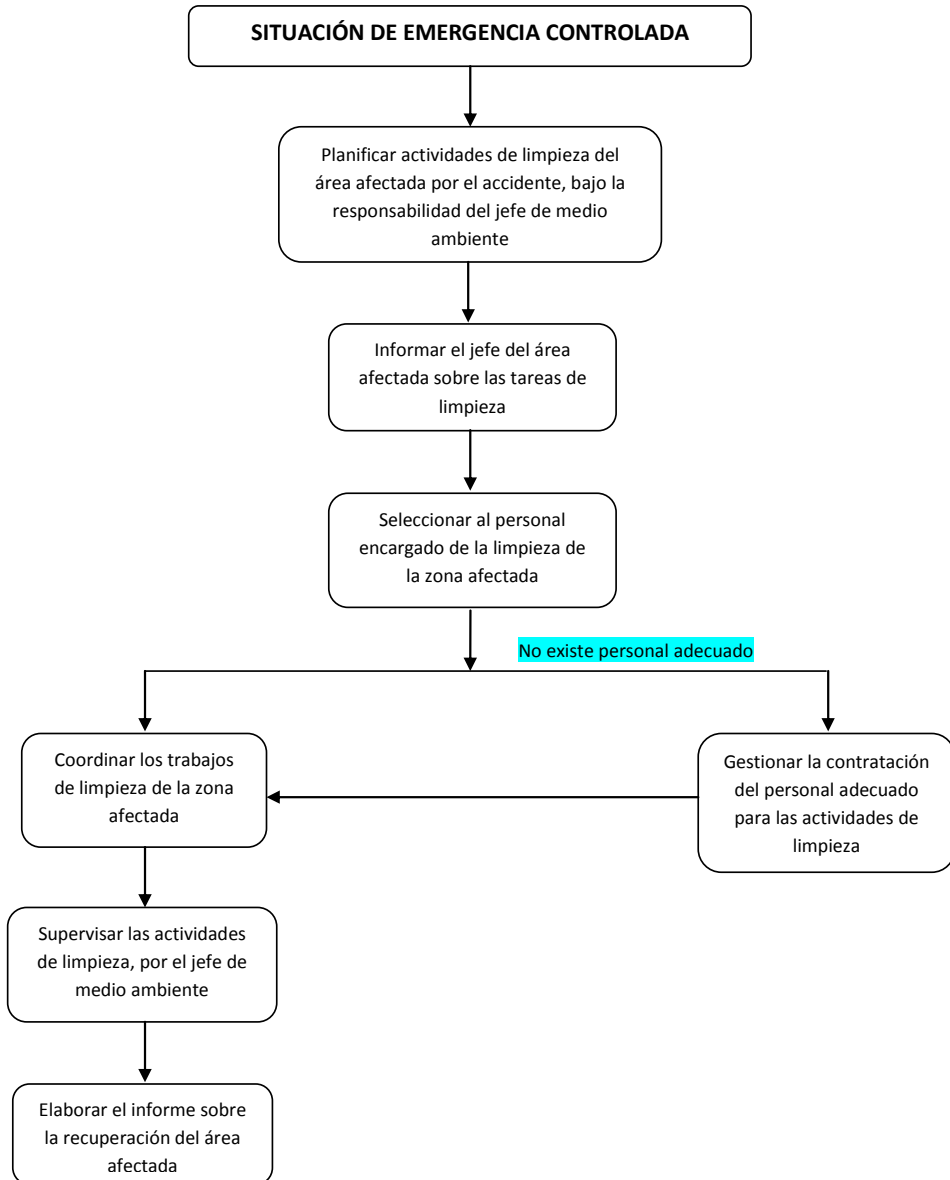 SITUACIÓN DE EMERGENCIA CONTROLADA
Planificar actividades de limpieza del
área afectada por el accidente, bajo la
responsabilidad del jefe de medio
ambiente
Informar el jefe del área
afectada sobre las tareas de
limpieza
Seleccionar al personal
encargado de la limpieza de
la zona afectada
No existe personal adecuado
Coordinar los trabajos
de limpieza de la zona
afectada
Gestionar la contratación
del personal adecuado
para las actividades de
limpieza
Supervisar las actividades
de limpieza, por el jefe de
medio ambiente
Elaborar el informe sobre
la recuperación del área
afectada